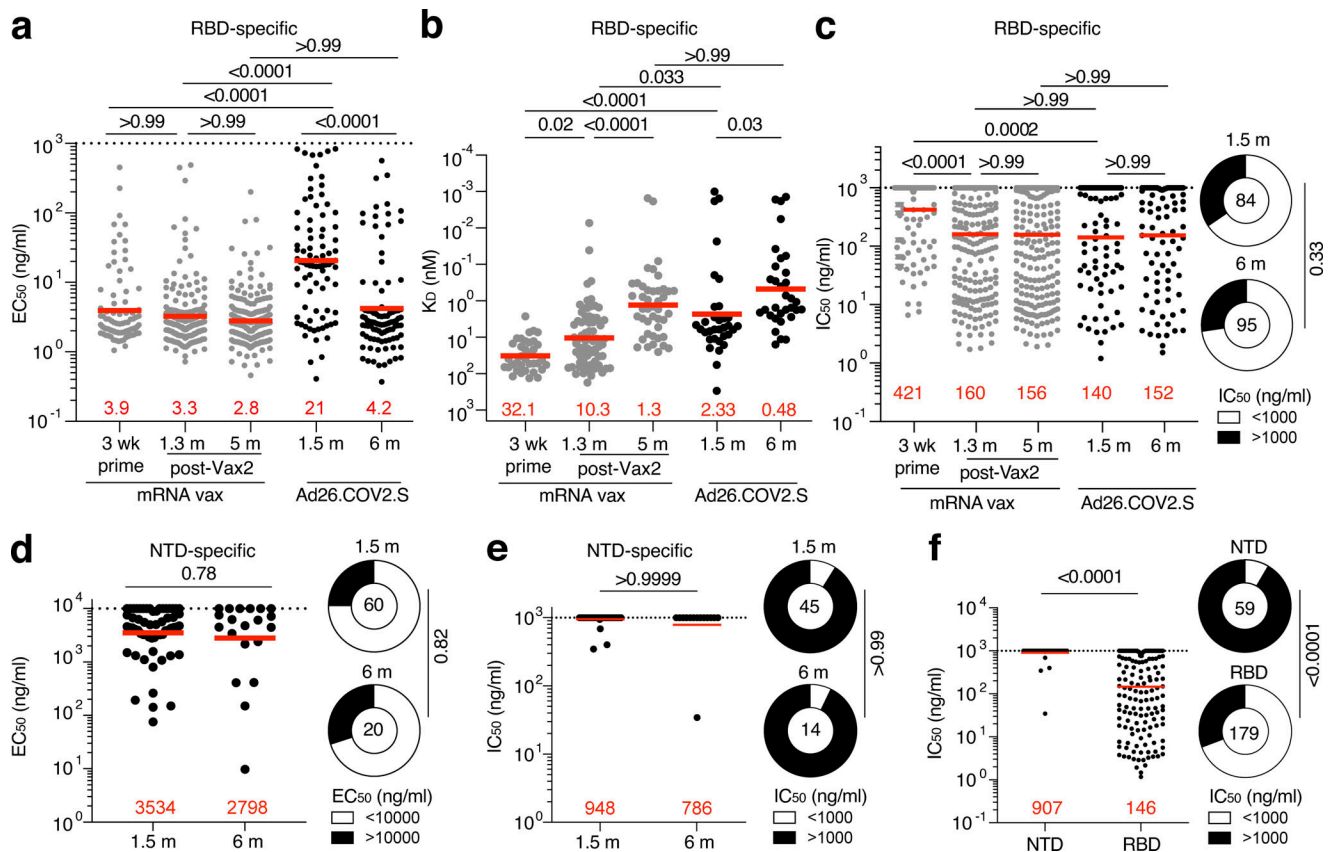 a
RBD-specific
>0.99
<0.0001
<0.0001
>0.99 >0.99 <0.0001
EC50 (ng/ml)
10^3
10^2
10^1
10^0
10^-1
3.9 3.3 2.8 21 4.2
3 wk 1.3 m 5 m 1.5 m 6 m
prime post-Vax2
mRNA vax Ad26.COV2.S
b
RBD-specific
>0.99
0.033
<0.0001
0.02 <0.0001 0.03
KD (nM)
10^-4
10^-3
10^-2
10^-1
10^0
10^1
10^2
10^3
32.1 10.3 1.3 2.33 0.48
3 wk 1.3 m 5 m 1.5 m 6 m
prime post-Vax2
mRNA vax Ad26.COV2.S
c
RBD-specific
>0.99
>0.99
0.0002
<0.0001 >0.99 >0.99
IC50 (ng/ml)
10^3
10^2
10^1
10^0
10^-1
421 160 156 140 152
3 wk 1.3 m 5 m 1.5 m 6 m
prime post-Vax2
mRNA vax Ad26.COV2.S
1.5 m
84
6 m
95
0.33
IC50 (ng/ml)
<1000
>1000
d
NTD-specific
0.78
EC50 (ng/ml)
10^4
10^3
10^2
10^1
10^0
3534 2798
1.5 m 6 m
1.5 m
60
6 m
20
0.82
EC50 (ng/ml)
<10000
>10000
e
NTD-specific
>0.9999
IC50 (ng/ml)
10^3
10^2
10^1
10^0
948 786
1.5 m 6 m
1.5 m
45
6 m
14
>0.99
IC50 (ng/ml)
<1000
>1000
f
<0.0001
IC50 (ng/ml)
10^4
10^3
10^2
10^1
10^0
10^-1
907 146
NTD RBD
NTD
59
RBD
179
<0.001
IC50 (ng/ml)
<1000
>1000